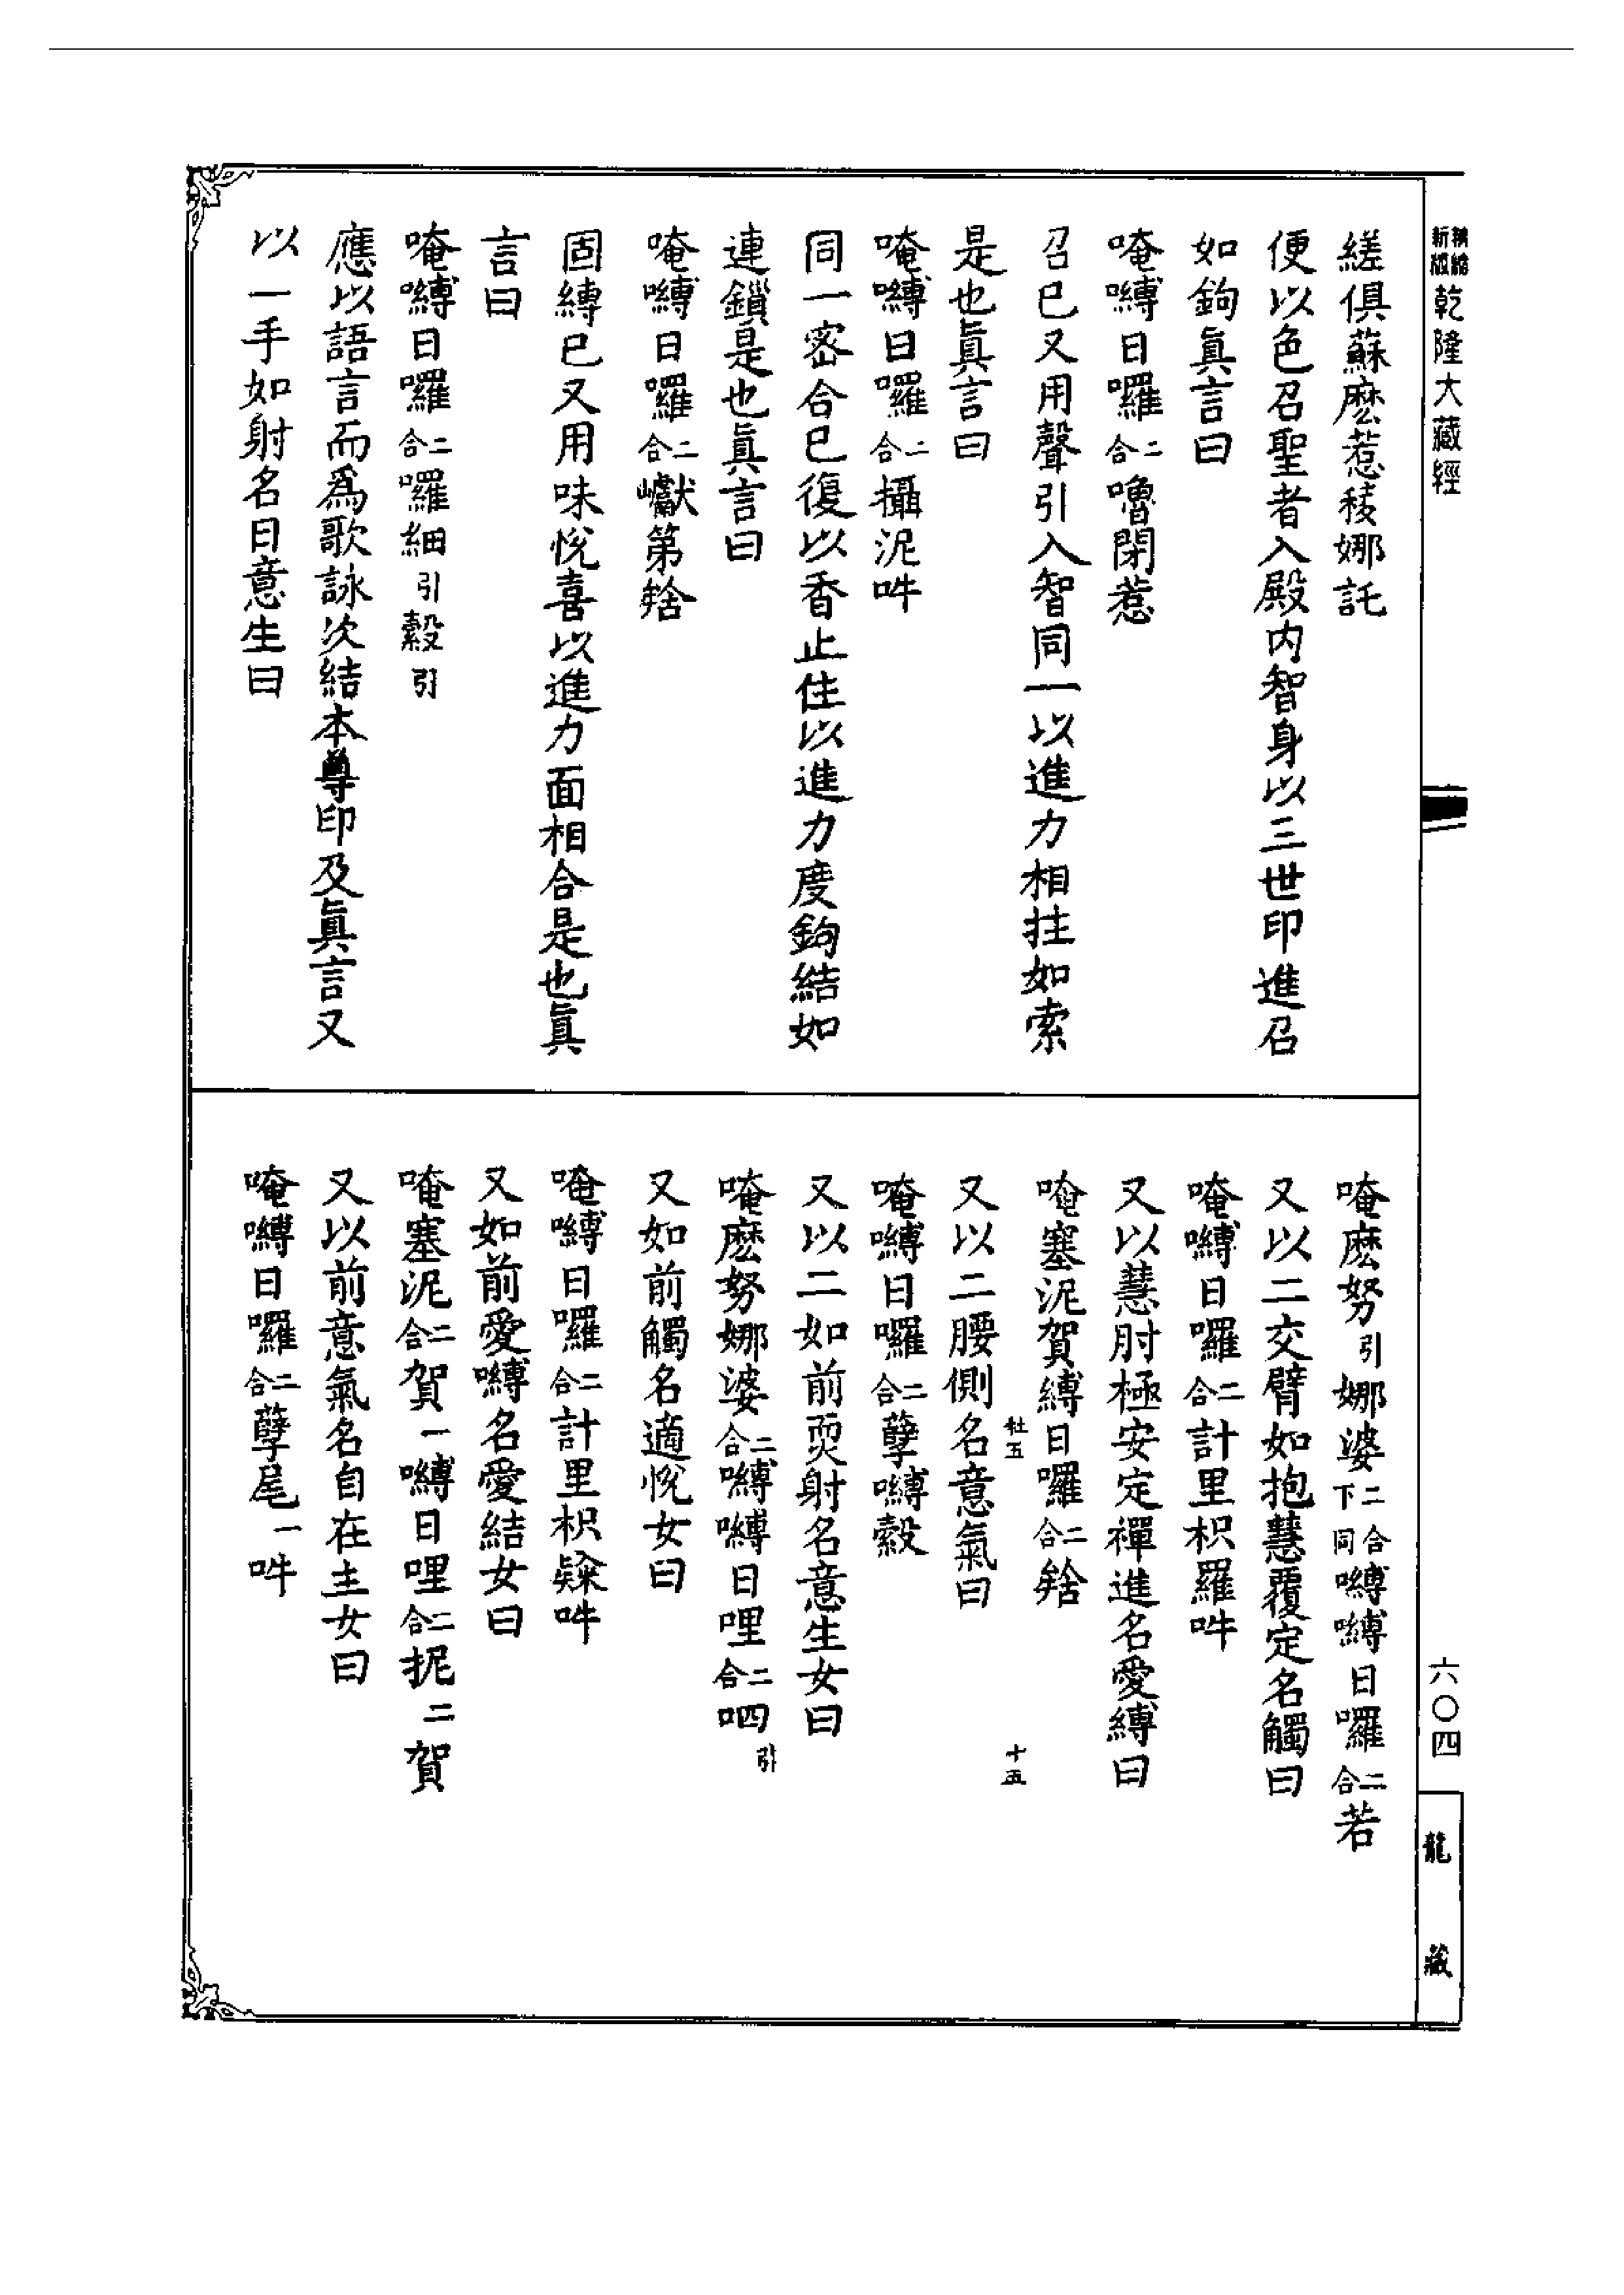 精縮
新版
乾隆大藏經
縒俱蘇麽惹稜娜託
便以色召聖者入殿内智身以三世印進召
如鉤眞言曰
唵嚩日囉二合嚕閉惹
召已又用聲引入智同一以進力相拄如索
是也眞言曰
唵嚩日囉二合攝泥吽
同一密合已復以香止住以進力度鉤結如
連鎖是也眞言曰
唵嚩日囉二合巘第䶎
固縛已又用味悅喜以進力面相合是也眞
言曰
唵嚩日囉二合囉細引縠引
應以語言而爲歌詠次結本尊印及眞言又
以一手如射名曰意生曰
唵麽努引娜婆二合下同嚩嚩日囉二合若
又以二交臂如抱慧覆定名觸曰
唵嚩日囉二合計里枳羅吽
又以慧肘極安定禪進名愛縛曰
唵塞泥賀縛日囉二合䶎
杜五
十五
又以二腰側名意氣曰
唵嚩日囉二合孽嚩縠
又以二如前耎射名意生女曰
唵麽努娜婆二合嚩嚩日哩二合呬引
又如前觸名適悅女曰
唵嚩日囉二合計里枳吽
又如前愛嚩名愛結女曰
唵塞泥二合賀一嚩日哩二合抳二賀
又以前意氣名自在主女曰
唵嚩日囉二合孽尾一吽
六〇四
龍藏